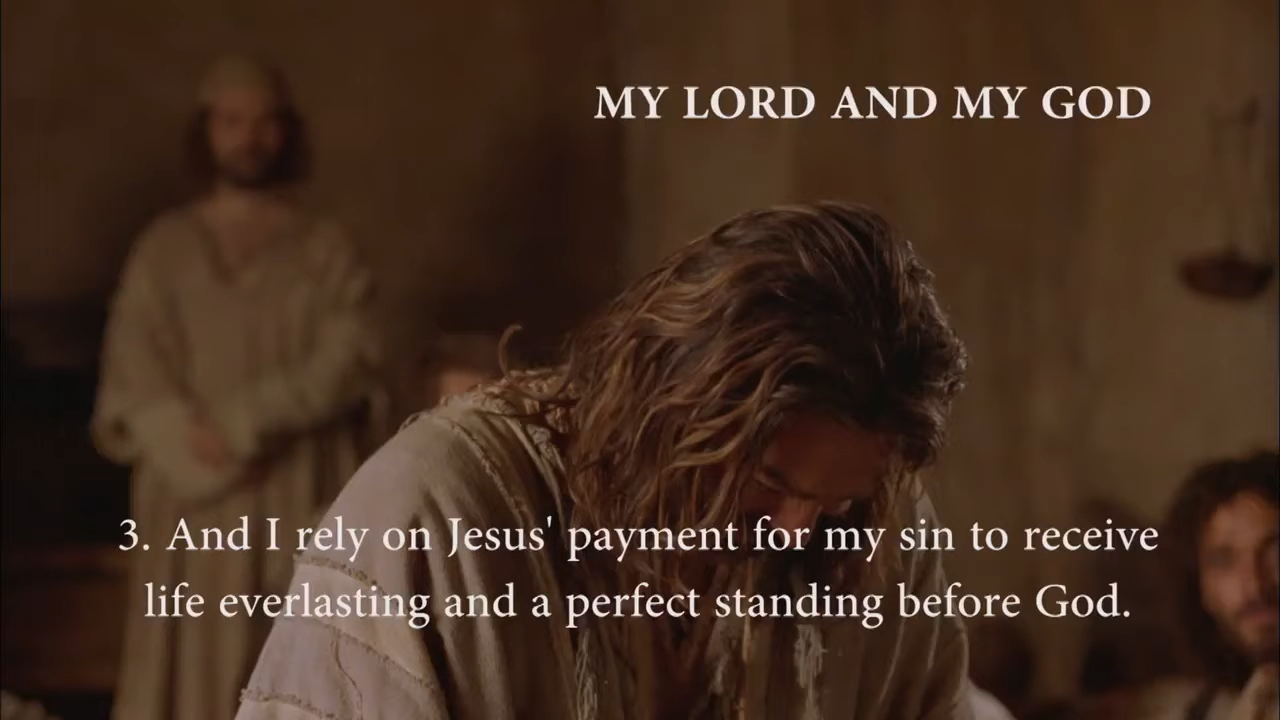 MY LORD AND MY GOD
3. And I rely on Jesus' payment for my sin to receive
life everlasting and a perfect standing before God.